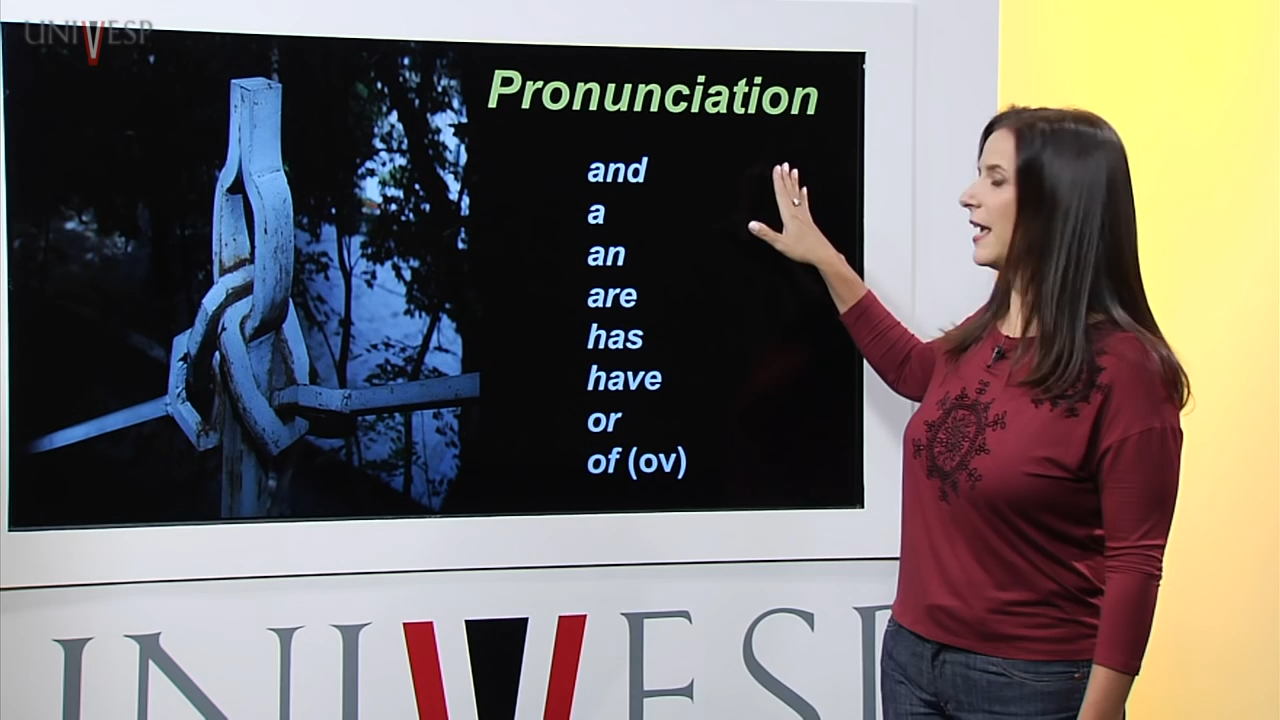 UNIVESP
Pronunciation
and
a
an
are
has
have
or
of (ov)
UNIVESP